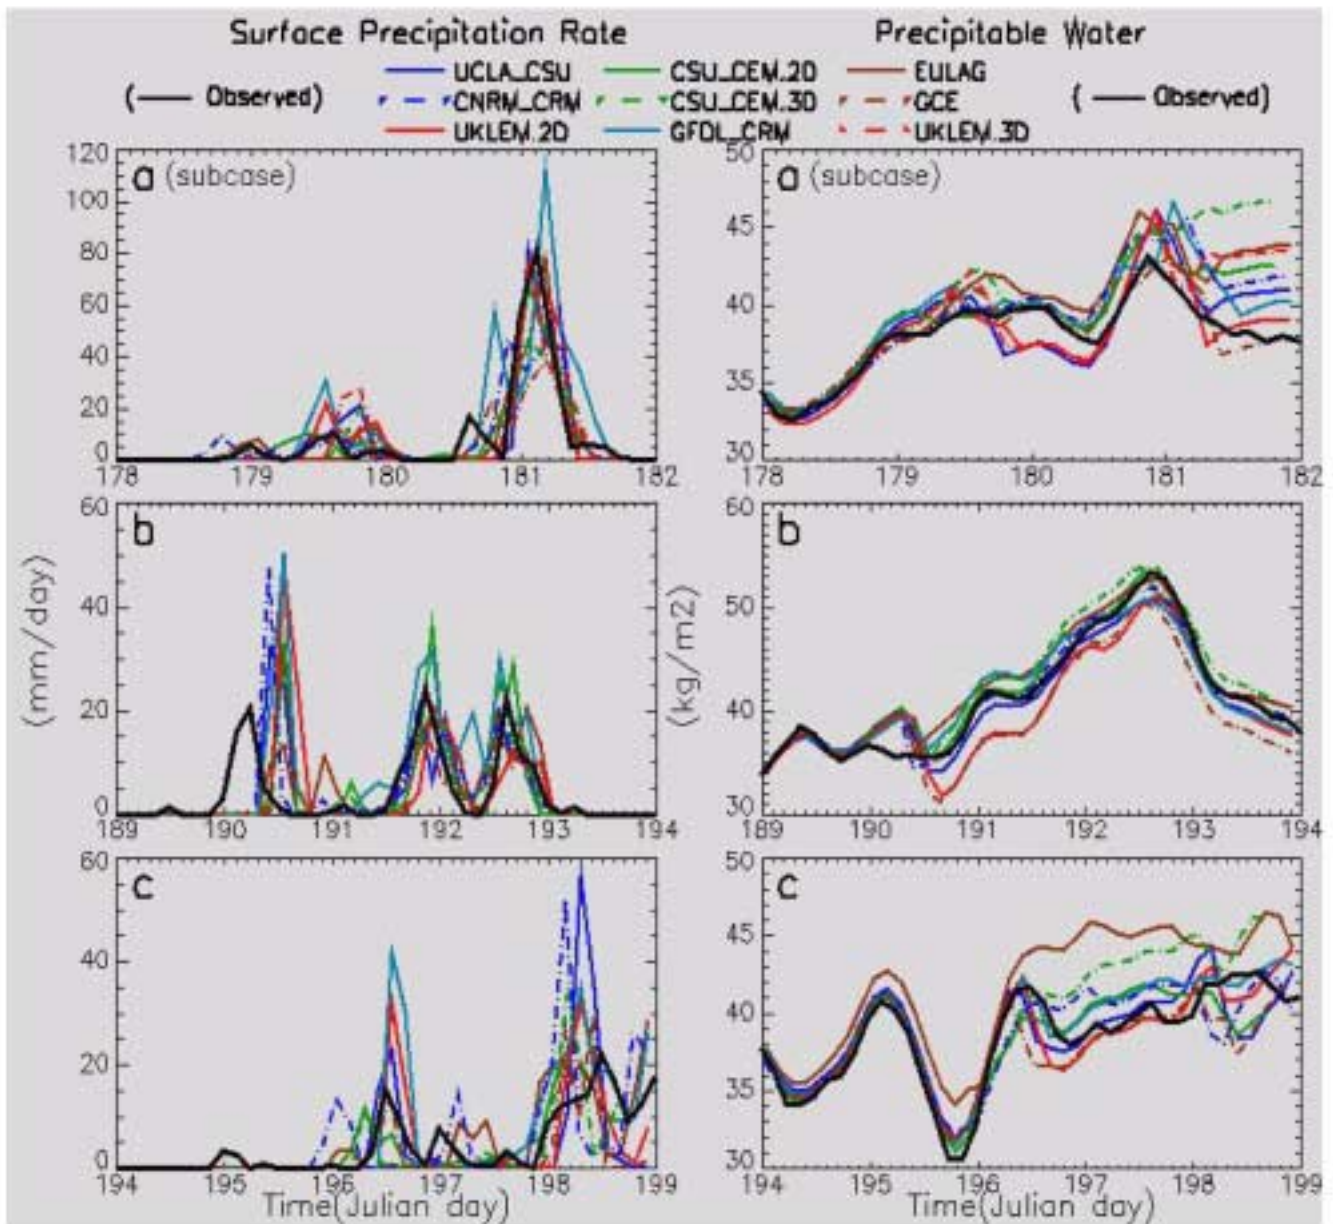 Surface Precipitation Rate
Precipitable Water
(— Observed)
UCLA_CSU
CSU_CEM.2D
EULAG
(— Observed)
CNRM_CRM
CSU_CEM.3D
GCE
UKLEM.2D
GFDL_CRM
UKLEM.3D
a (subcase)
120
100
80
60
40
20
0
178 179 180 181 182
a (subcase)
50
45
40
35
30
178 179 180 181 182
(mm/day)
b
60
40
20
0
189 190 191 192 193 194
(kg/m2)
b
60
50
40
30
189 190 191 192 193 194
c
60
40
20
0
194 195 196 197 198 199
Time(Julian day)
c
50
45
40
35
30
194 195 196 197 198 199
Time(Julian day)